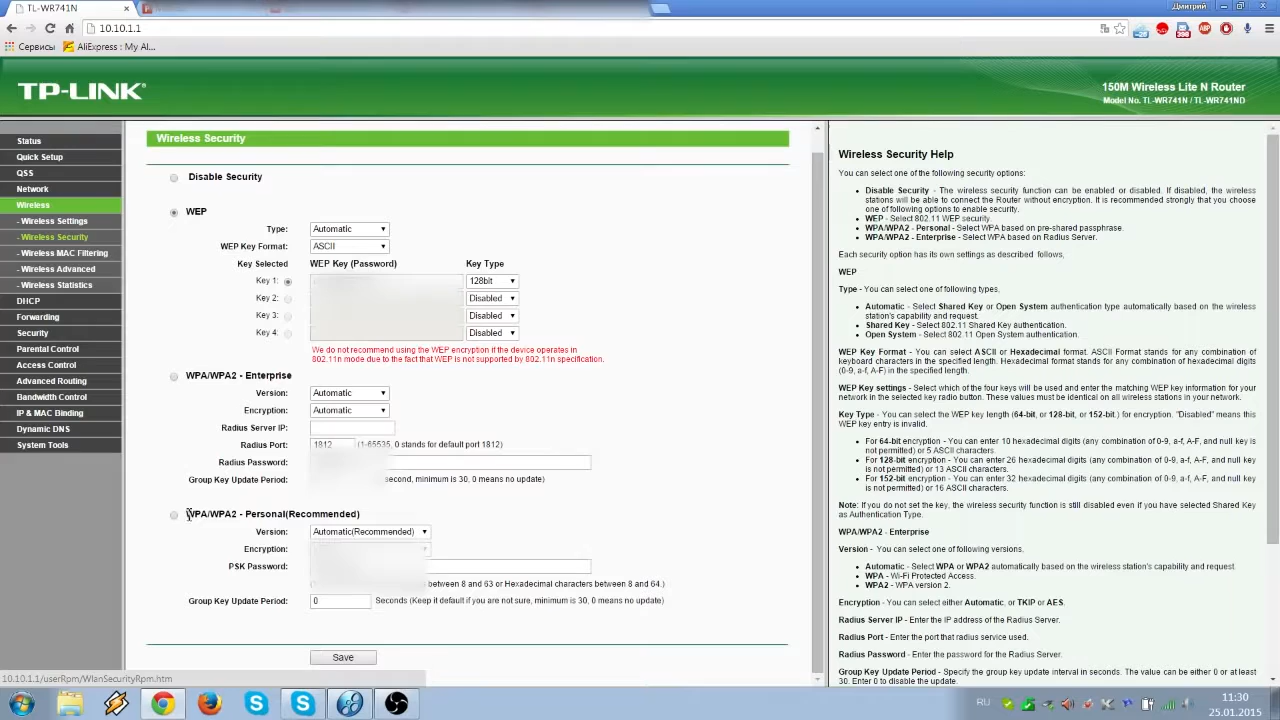 TL-WR741N
Дмитрий
10.10.1.1
Сервисы AliExpress : My Al...
TP-LINK®
150M Wireless Lite N Router
Model No. TL-WR741N / TL-WR741ND
Status
Quick Setup
QSS
Network
Wireless
- Wireless Settings
- Wireless Security
- Wireless MAC Filtering
- Wireless Advanced
- Wireless Statistics
DHCP
Forwarding
Security
Parental Control
Access Control
Advanced Routing
Bandwidth Control
IP & MAC Binding
Dynamic DNS
System Tools
Wireless Security
Disable Security
WEP
Type: Automatic
WEP Key Format: ASCII
Key Selected WEP Key (Password) Key Type
Key 1: 128bit
Key 2: Disabled
Key 3: Disabled
Key 4: Disabled
We do not recommend using the WEP encryption if the device operates in
802.11n mode due to the fact that WEP is not supported by 802.11n specification.
WPA/WPA2 - Enterprise
Version: Automatic
Encryption: Automatic
Radius Server IP:
Radius Port: 1812 (1-65535, 0 stands for default port 1812)
Radius Password:
Group Key Update Period: second, minimum is 30, 0 means no update)
WPA/WPA2 - Personal(Recommended)
Version: Automatic(Recommended)
Encryption:
PSK Password:
between 8 and 63 or Hexadecimal characters between 8 and 64.)
Group Key Update Period: 0 Seconds (Keep it default if you are not sure, minimum is 30, 0 means no update)
Save
Wireless Security Help
You can select one of the following security options:
Disable Security - The wireless security function can be enabled or disabled. If disabled, the wireless
stations will be able to connect the Router without encryption. It is recommended strongly that you choose
one of following options to enable security.
WEP - Select 802.11 WEP security.
WPA/WPA2 - Personal - Select WPA based on pre-shared passphrase.
WPA/WPA2 - Enterprise - Select WPA based on Radius Server.
Each security option has its own settings as described follows,
WEP
Type - You can select one of following types,
Automatic - Select Shared Key or Open System authentication type automatically based on the wireless
station's capability and request.
Shared Key - Select 802.11 Shared Key authentication.
Open System - Select 802.11 Open System authentication.
WEP Key Format - You can select ASCII or Hexadecimal format. ASCII Format stands for any combination of
keyboard characters in the specified length. Hexadecimal format stands for any combination of hexadecimal digits
(0-9, a-f, A-F) in the specified length.
WEP Key settings - Select which of the four keys will be used and enter the matching WEP key information for your
network in the selected key radio button. These values must be identical on all wireless stations in your network.
Key Type - You can select the WEP key length (64-bit, or 128-bit, or 152-bit.) for encryption. "Disabled" means this
WEP key entry is invalid.
For 64-bit encryption - You can enter 10 hexadecimal digits (any combination of 0-9, a-f, A-F, and null key is
not permitted) or 5 ASCII characters.
For 128-bit encryption - You can enter 26 hexadecimal digits (any combination of 0-9, a-f, A-F, and null key
is not permitted) or 13 ASCII characters.
For 152-bit encryption - You can enter 32 hexadecimal digits (any combination of 0-9, a-f, A-F, and null key
is not permitted) or 16 ASCII characters.
Note: If you do not set the key, the wireless security function is still disabled even if you have selected Shared Key
as Authentication Type.
WPA/WPA2 - Enterprise
Version - You can select one of following versions,
Automatic - Select WPA or WPA2 automatically based on the wireless station's capability and request.
WPA - Wi-Fi Protected Access.
WPA2 - WPA version 2.
Encryption - You can select either Automatic, or TKIP or AES.
Radius Server IP - Enter the IP address of the Radius Server.
Radius Port - Enter the port that radius service used.
Radius Password - Enter the password for the Radius Server.
Group Key Update Period - Specify the group key update interval in seconds. The value can be either 0 or at least
30. Enter 0 to disable the update.
10.10.1.1/userRpm/WlanSecurityRpm.htm
RU
11:30
25.01.2015